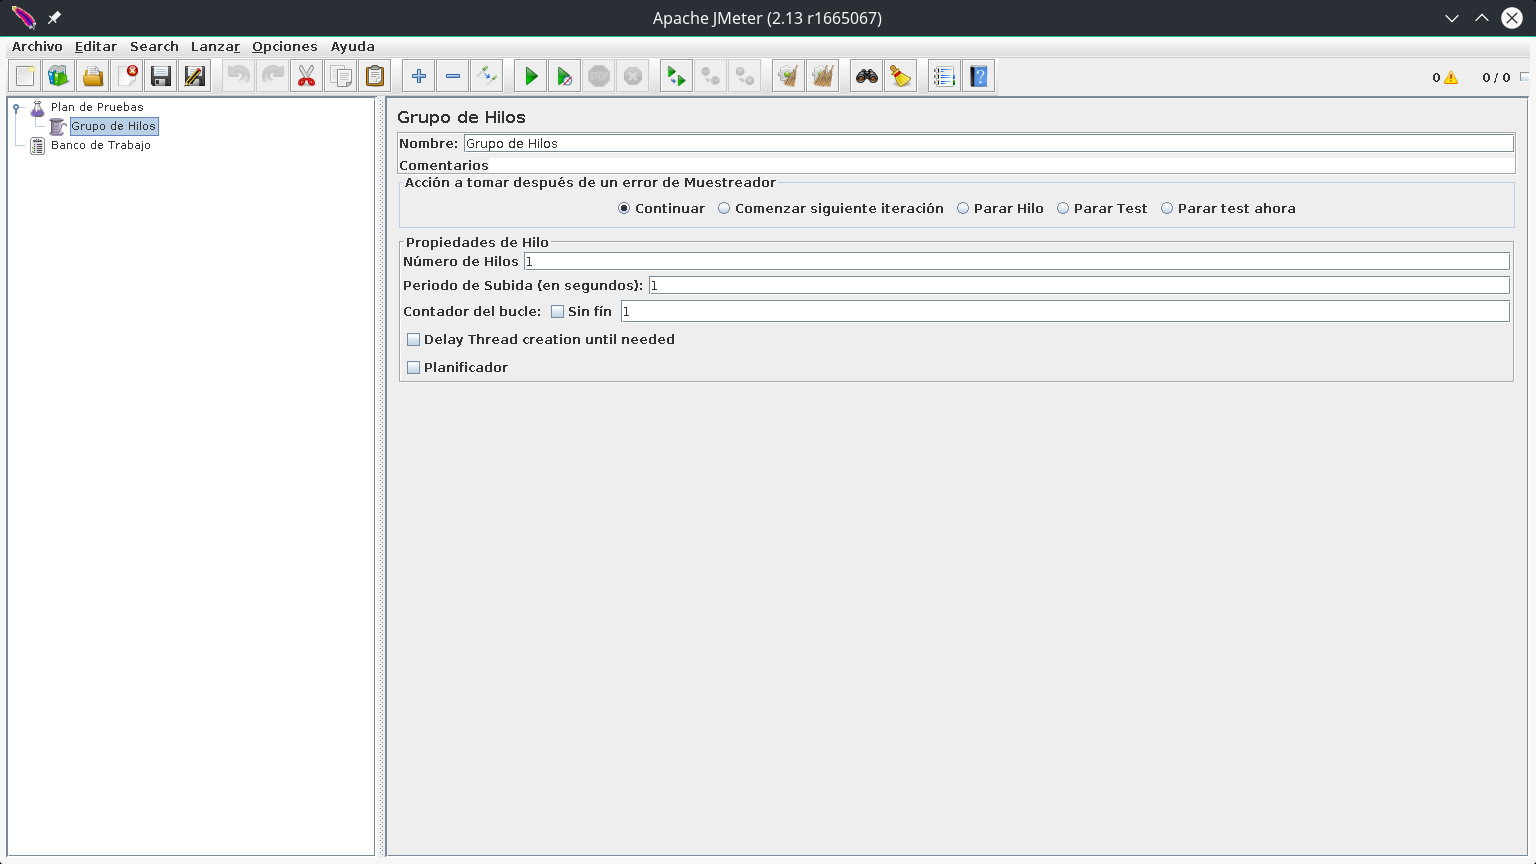 Apache JMeter (2.13 r1665067)
Archivo Editar Search Lanzar Opciones Ayuda
STOP 0 0 / 0
Plan de Pruebas
Grupo de Hilos
Banco de Trabajo
Grupo de Hilos
Nombre: Grupo de Hilos
Comentarios
Acción a tomar después de un error de Muestreador
Continuar Comenzar siguiente iteración Parar Hilo Parar Test Parar test ahora
Propiedades de Hilo
Número de Hilos 1
Periodo de Subida (en segundos): 1
Contador del bucle: Sin fín 1
Delay Thread creation until needed
Planificador